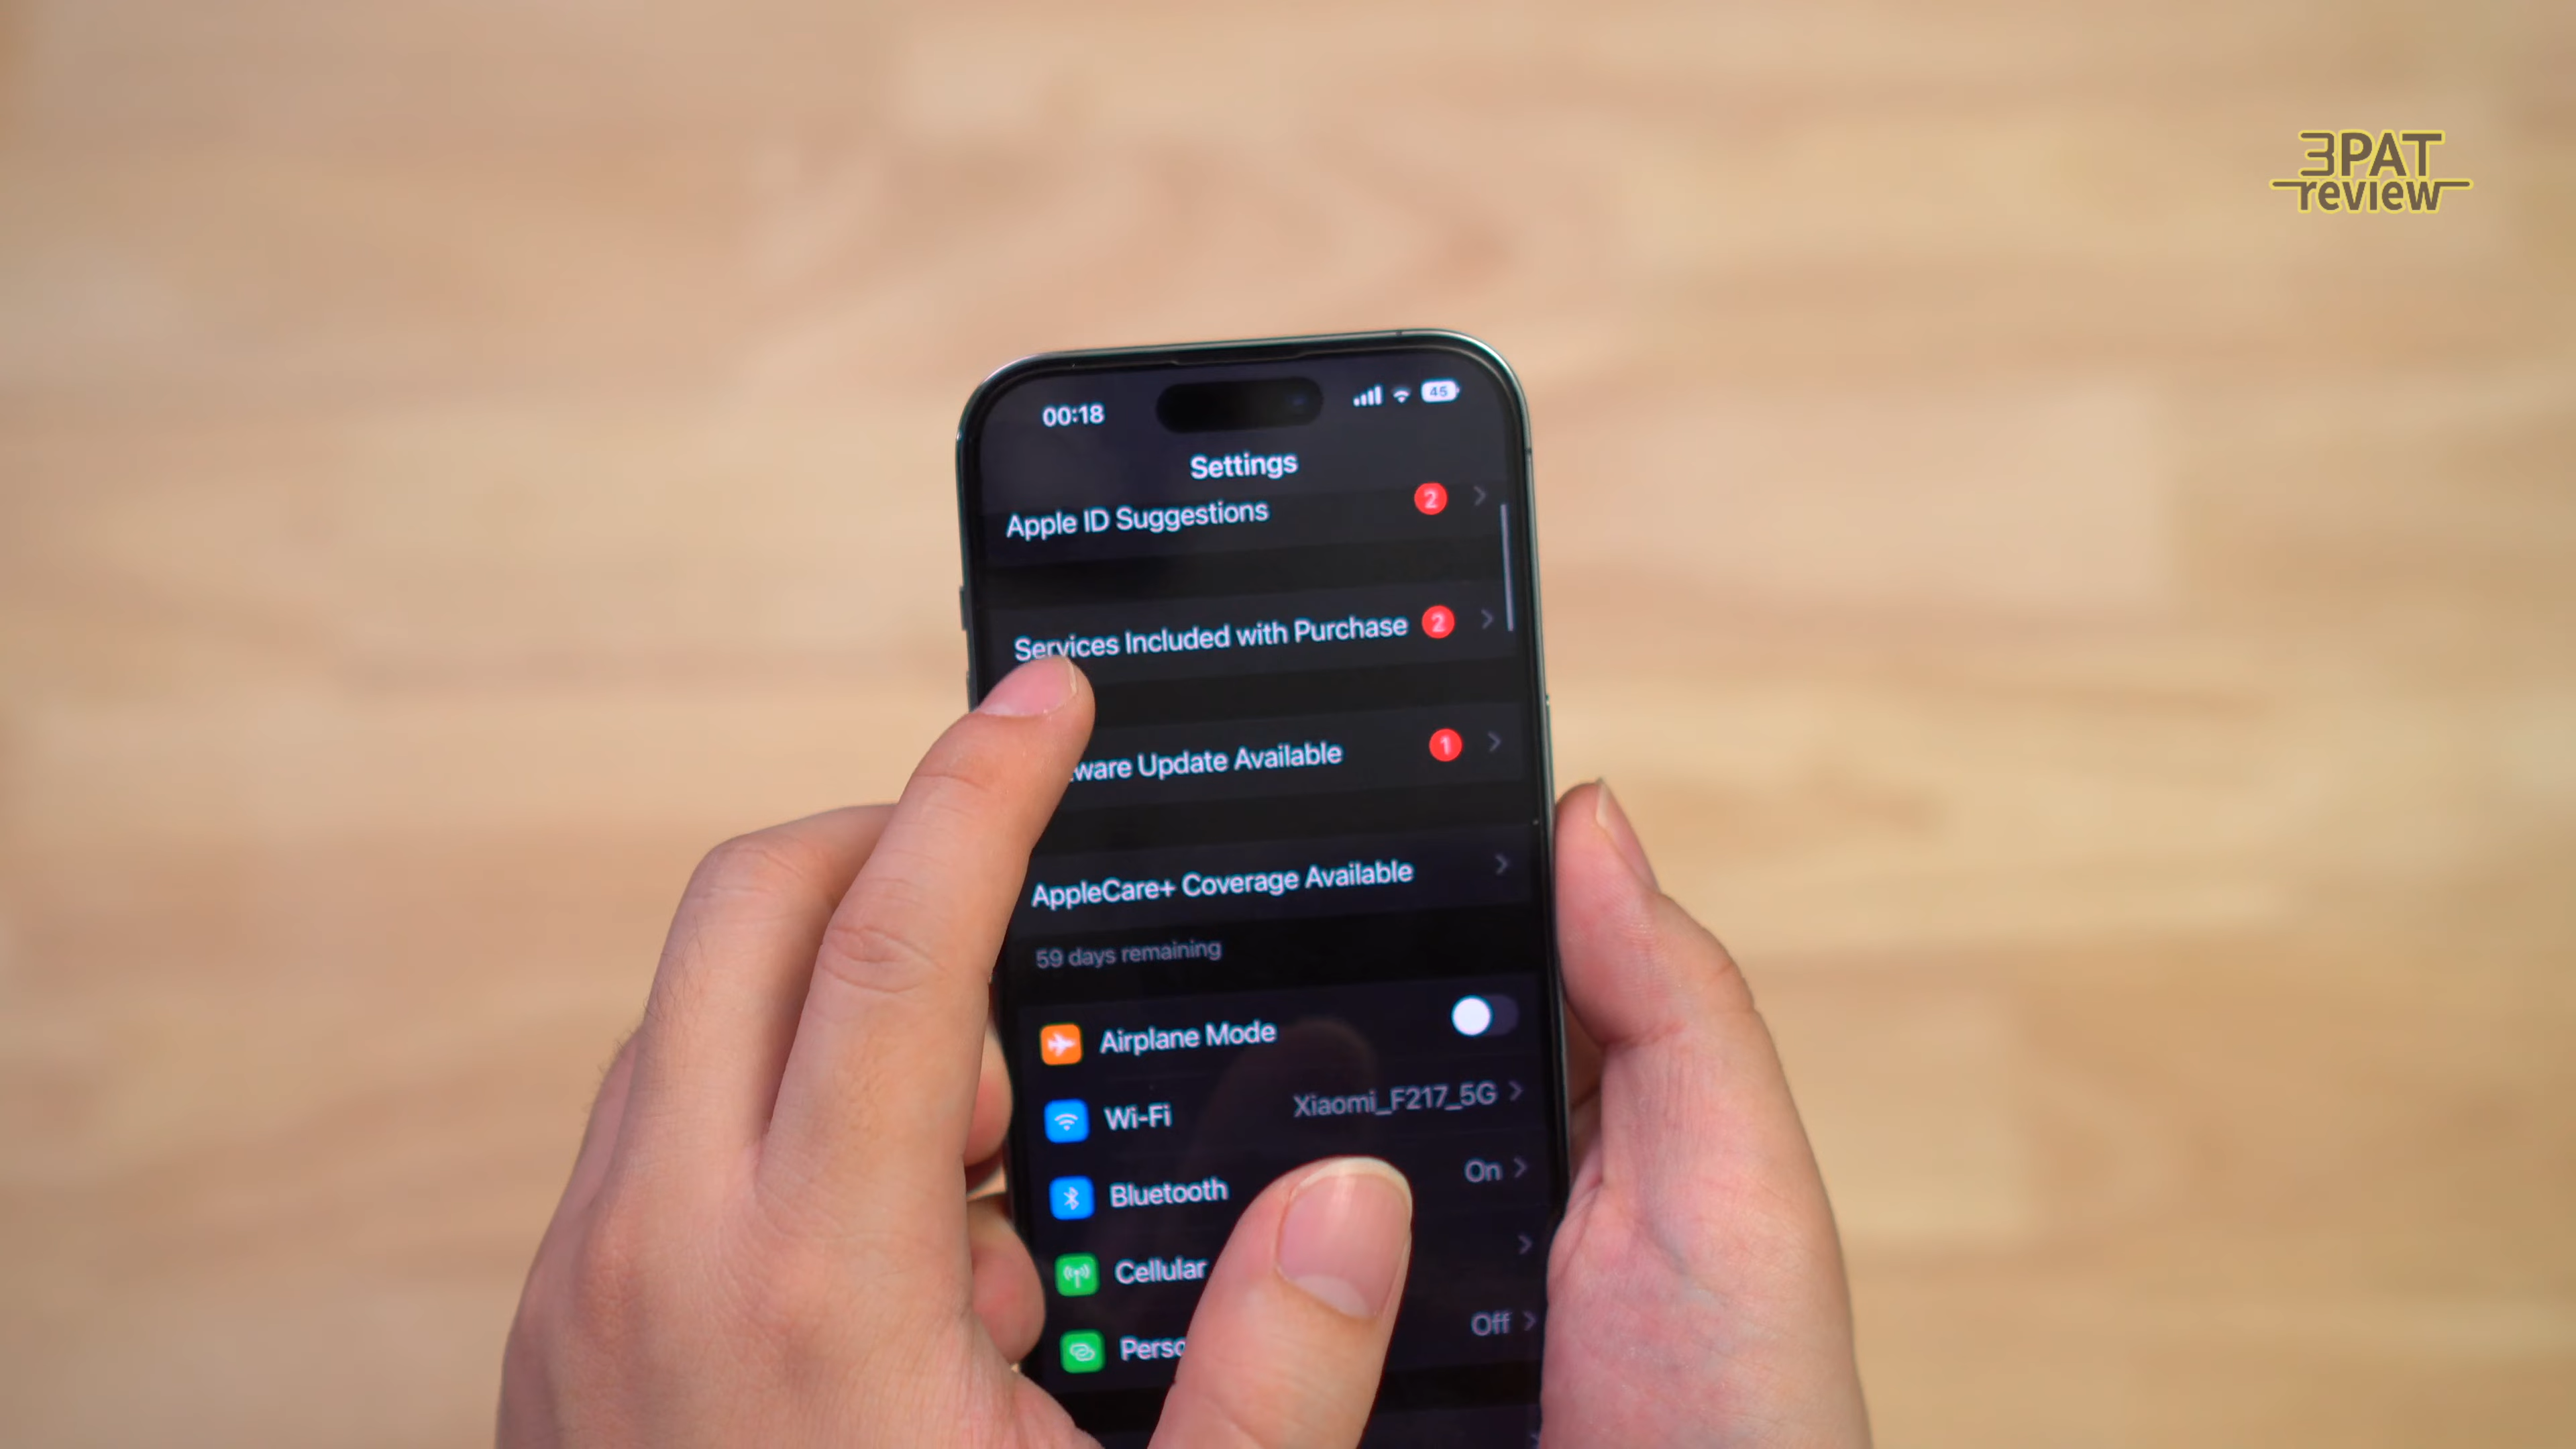 3PAT
review
00:18
45
Settings
Apple ID Suggestions 2
Services Included with Purchase 2
ware Update Available 1
AppleCare+ Coverage Available
59 days remaining
Airplane Mode
Wi-Fi Xiaomi_F217_5G
Bluetooth On
Cellular
Perso Off